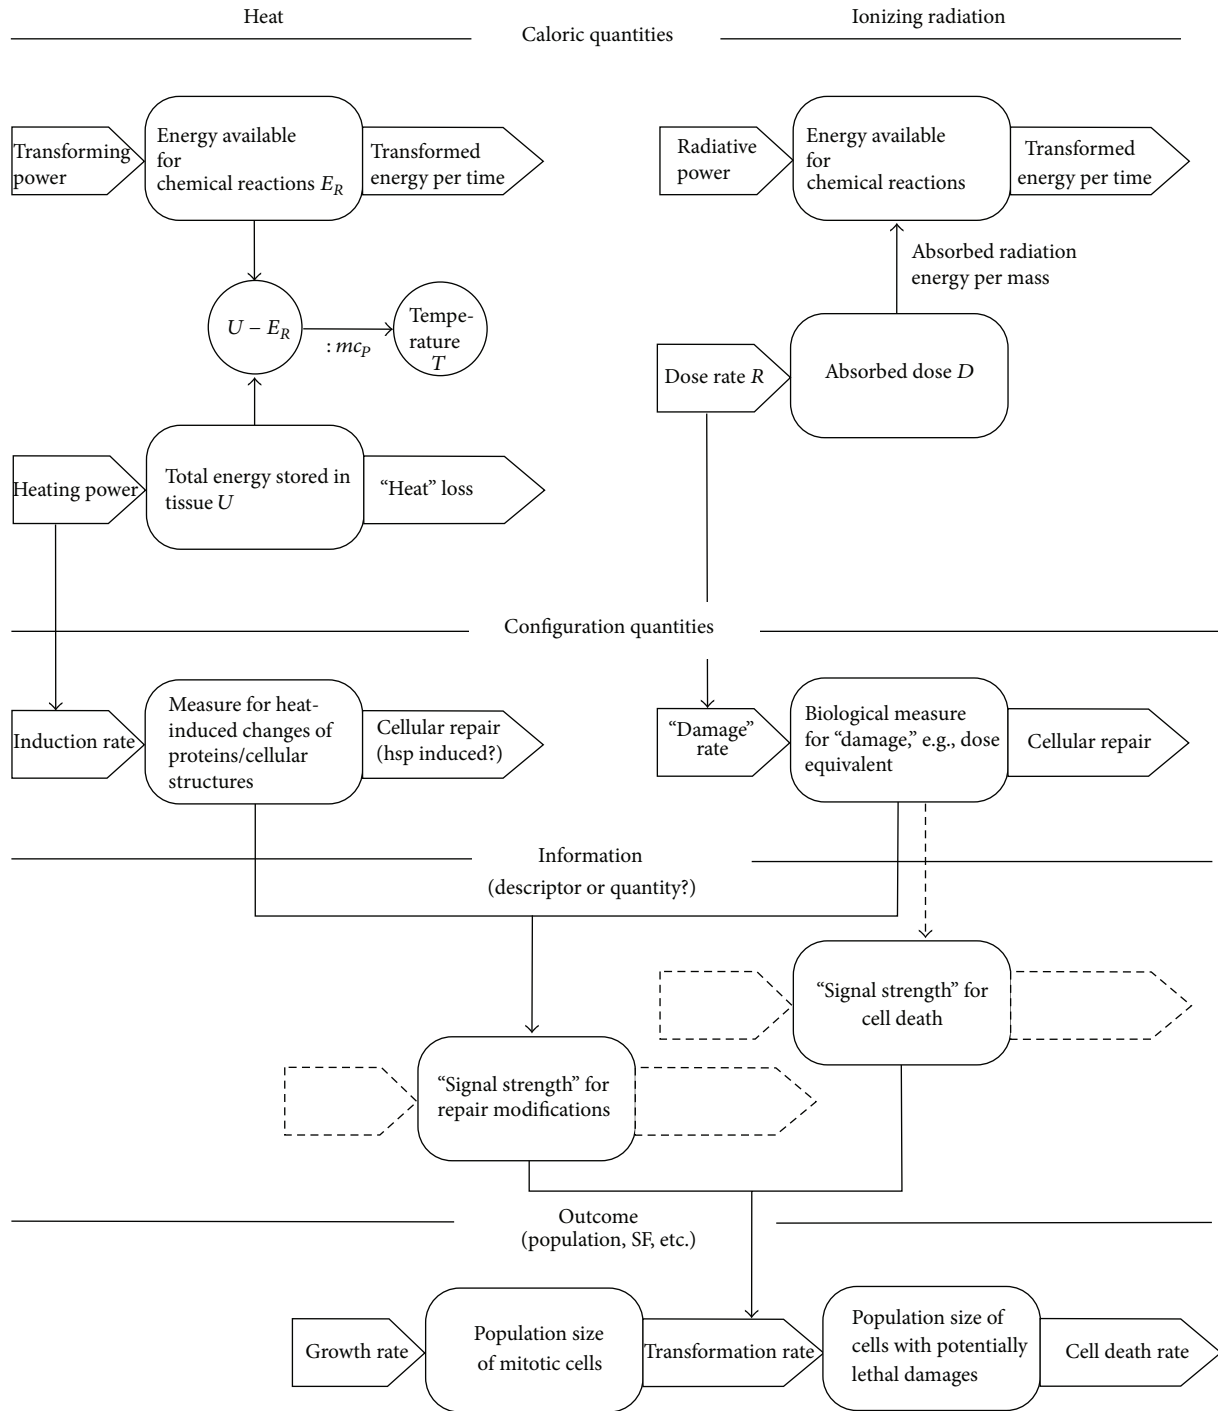 Heat
Ionizing radiation
Caloric quantities
Transforming
power
Energy available
for
chemical reactions E_R
Transformed
energy per time
Radiative
power
Energy available
for
chemical reactions
Transformed
energy per time
Absorbed radiation
energy per mass
U – E_R
: mc_P
Tempe-
rature
T
Dose rate R
Absorbed dose D
Heating power
Total energy stored in
tissue U
“Heat” loss
Configuration quantities
Induction rate
Measure for heat-
induced changes of
proteins/cellular
structures
Cellular repair
(hsp induced?)
“Damage”
rate
Biological measure
for “damage,” e.g., dose
equivalent
Cellular repair
Information
(descriptor or quantity?)
“Signal strength” for
cell death
“Signal strength” for
repair modifications
Outcome
(population, SF, etc.)
Growth rate
Population size
of mitotic cells
Transformation rate
Population size of
cells with potentially
lethal damages
Cell death rate